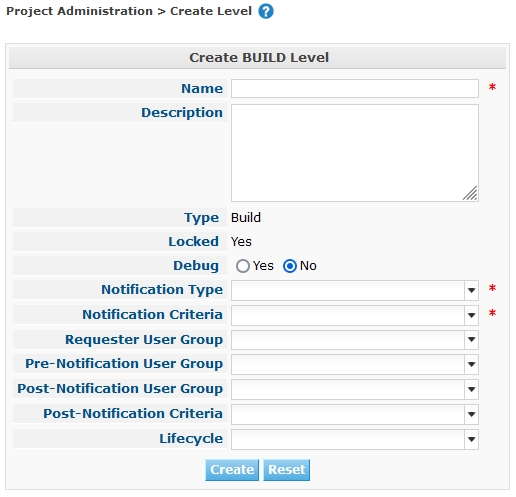 Project Administration > Create Level ?
Create BUILD Level
Name *
Description
Type Build
Locked Yes
Debug Yes No
Notification Type *
Notification Criteria *
Requester User Group
Pre-Notification User Group
Post-Notification User Group
Post-Notification Criteria
Lifecycle
Create Reset